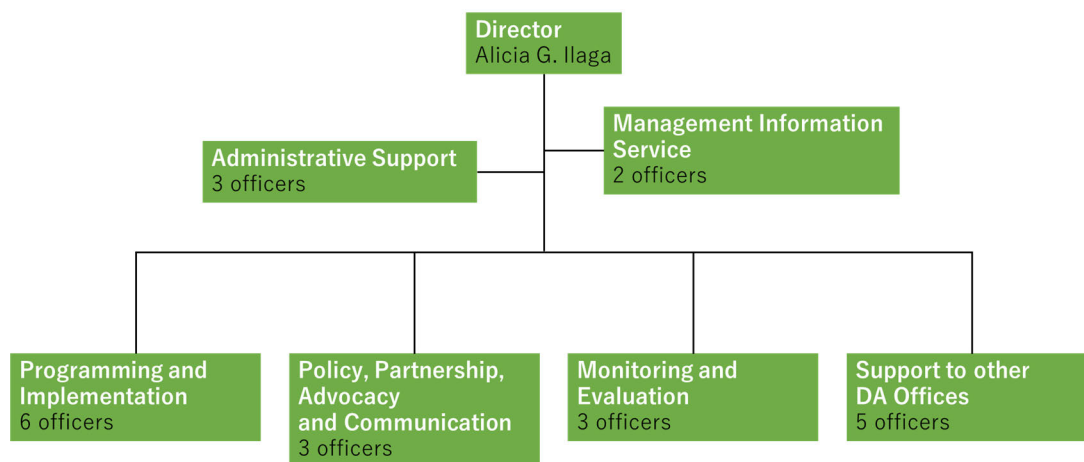 Director
Alicia G. Ilaga
Management Information
Service
2 officers
Administrative Support
3 officers
Programming and
Implementation
6 officers
Policy, Partnership,
Advocacy
and Communication
3 officers
Monitoring and
Evaluation
3 officers
Support to other
DA Offices
5 officers